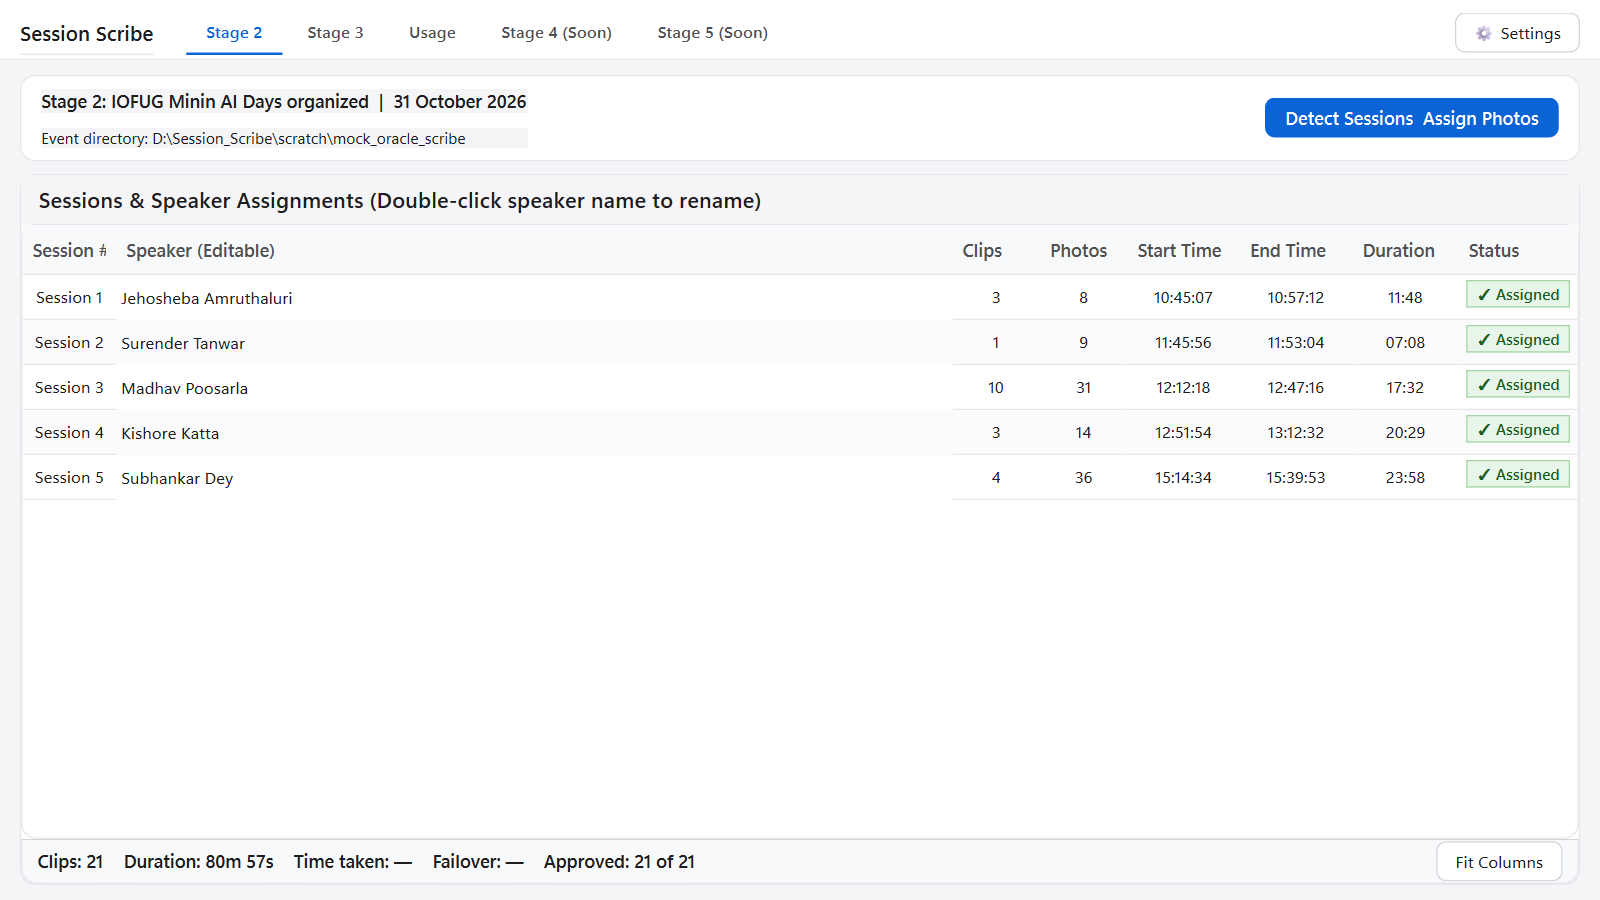 Session Scribe Stage 2 Stage 3 Usage Stage 4 (Soon) Stage 5 (Soon) Settings
Stage 2: IOFUG Minin AI Days organized | 31 October 2026
Event directory: D:\Session_Scribe\scratch\mock_oracle_scribe
Detect Sessions Assign Photos
Sessions & Speaker Assignments (Double-click speaker name to rename)
Session # Speaker (Editable) Clips Photos Start Time End Time Duration Status
Session 1 Jehosheba Amruthaluri 3 8 10:45:07 10:57:12 11:48 ✓ Assigned
Session 2 Surender Tanwar 1 9 11:45:56 11:53:04 07:08 ✓ Assigned
Session 3 Madhav Poosarla 10 31 12:12:18 12:47:16 17:32 ✓ Assigned
Session 4 Kishore Katta 3 14 12:51:54 13:12:32 20:29 ✓ Assigned
Session 5 Subhankar Dey 4 36 15:14:34 15:39:53 23:58 ✓ Assigned
Clips: 21 Duration: 80m 57s Time taken: — Failover: — Approved: 21 of 21 Fit Columns